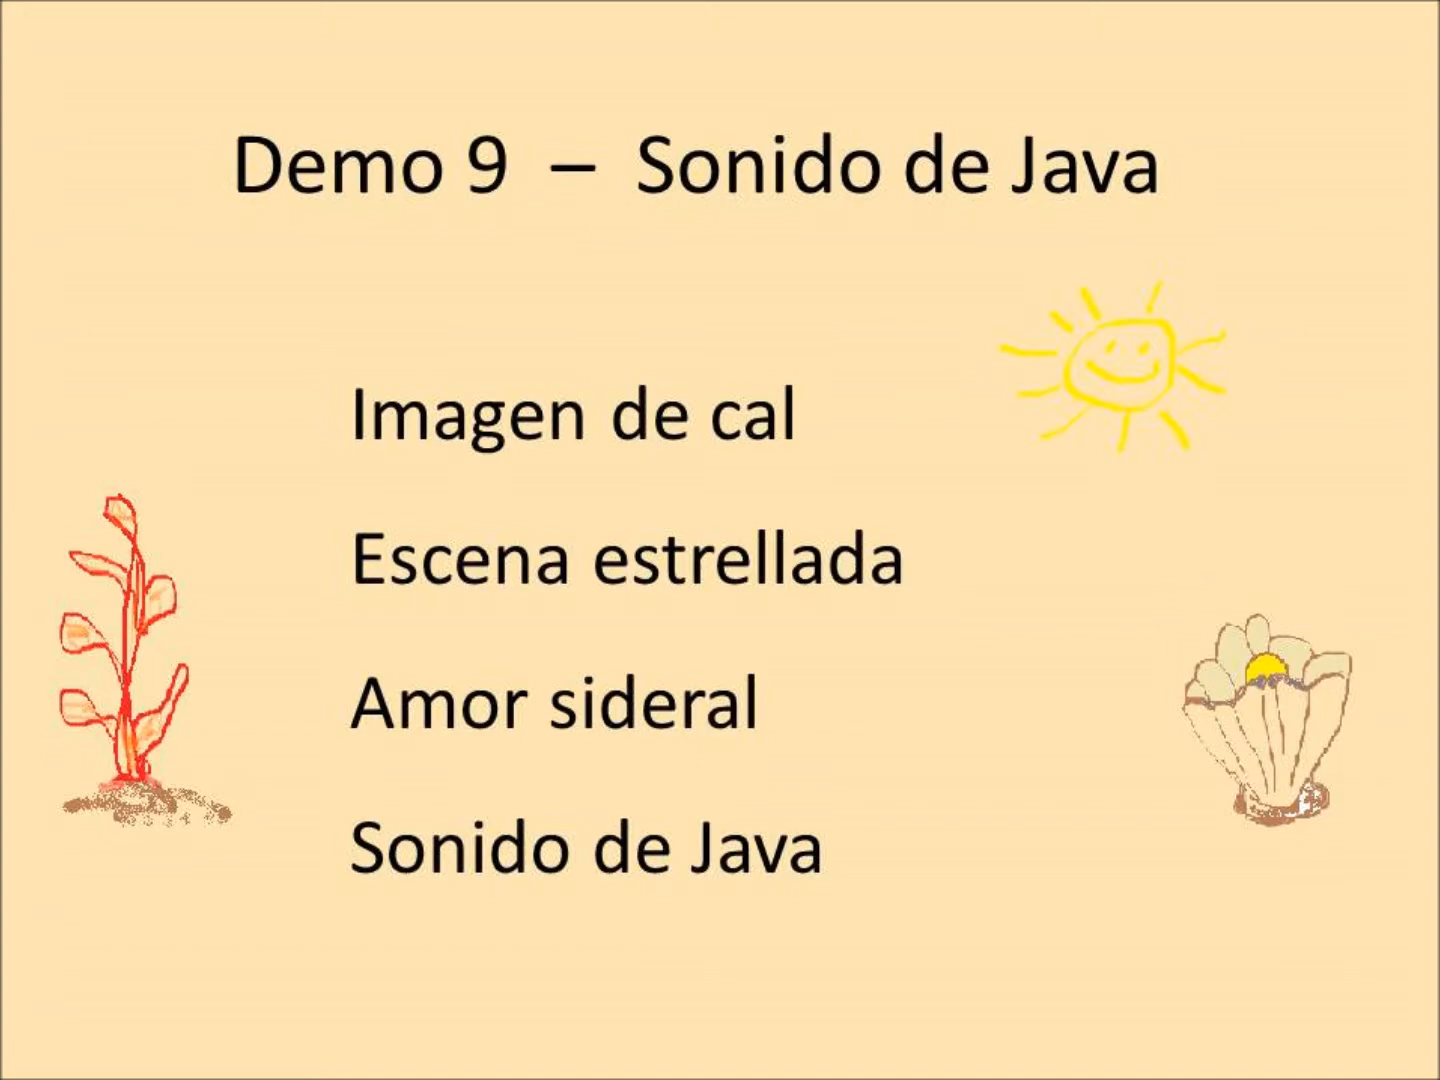 Demo 9 – Sonido de Java
Imagen de cal
Escena estrellada
Amor sideral
Sonido de Java